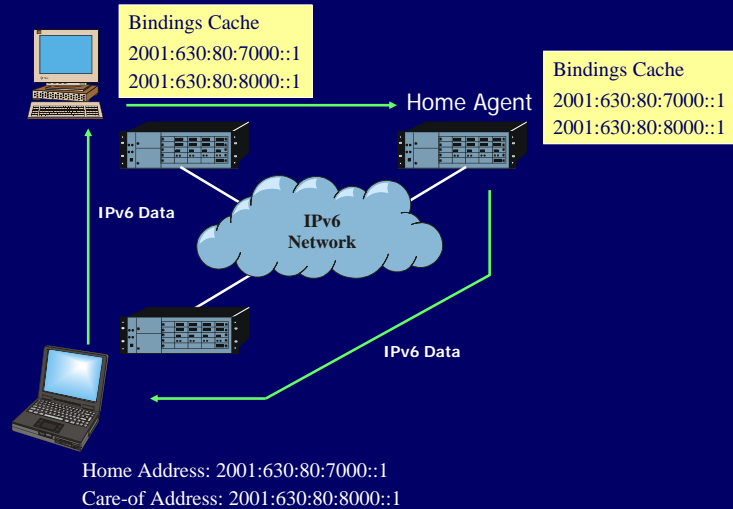 Bindings Cache
2001:630:80:7000::1
2001:630:80:8000::1
Home Agent
Bindings Cache
2001:630:80:7000::1
2001:630:80:8000::1
IPv6 Data
IPv6
Network
IPv6 Data
Home Address: 2001:630:80:7000::1
Care-of Address: 2001:630:80:8000::1